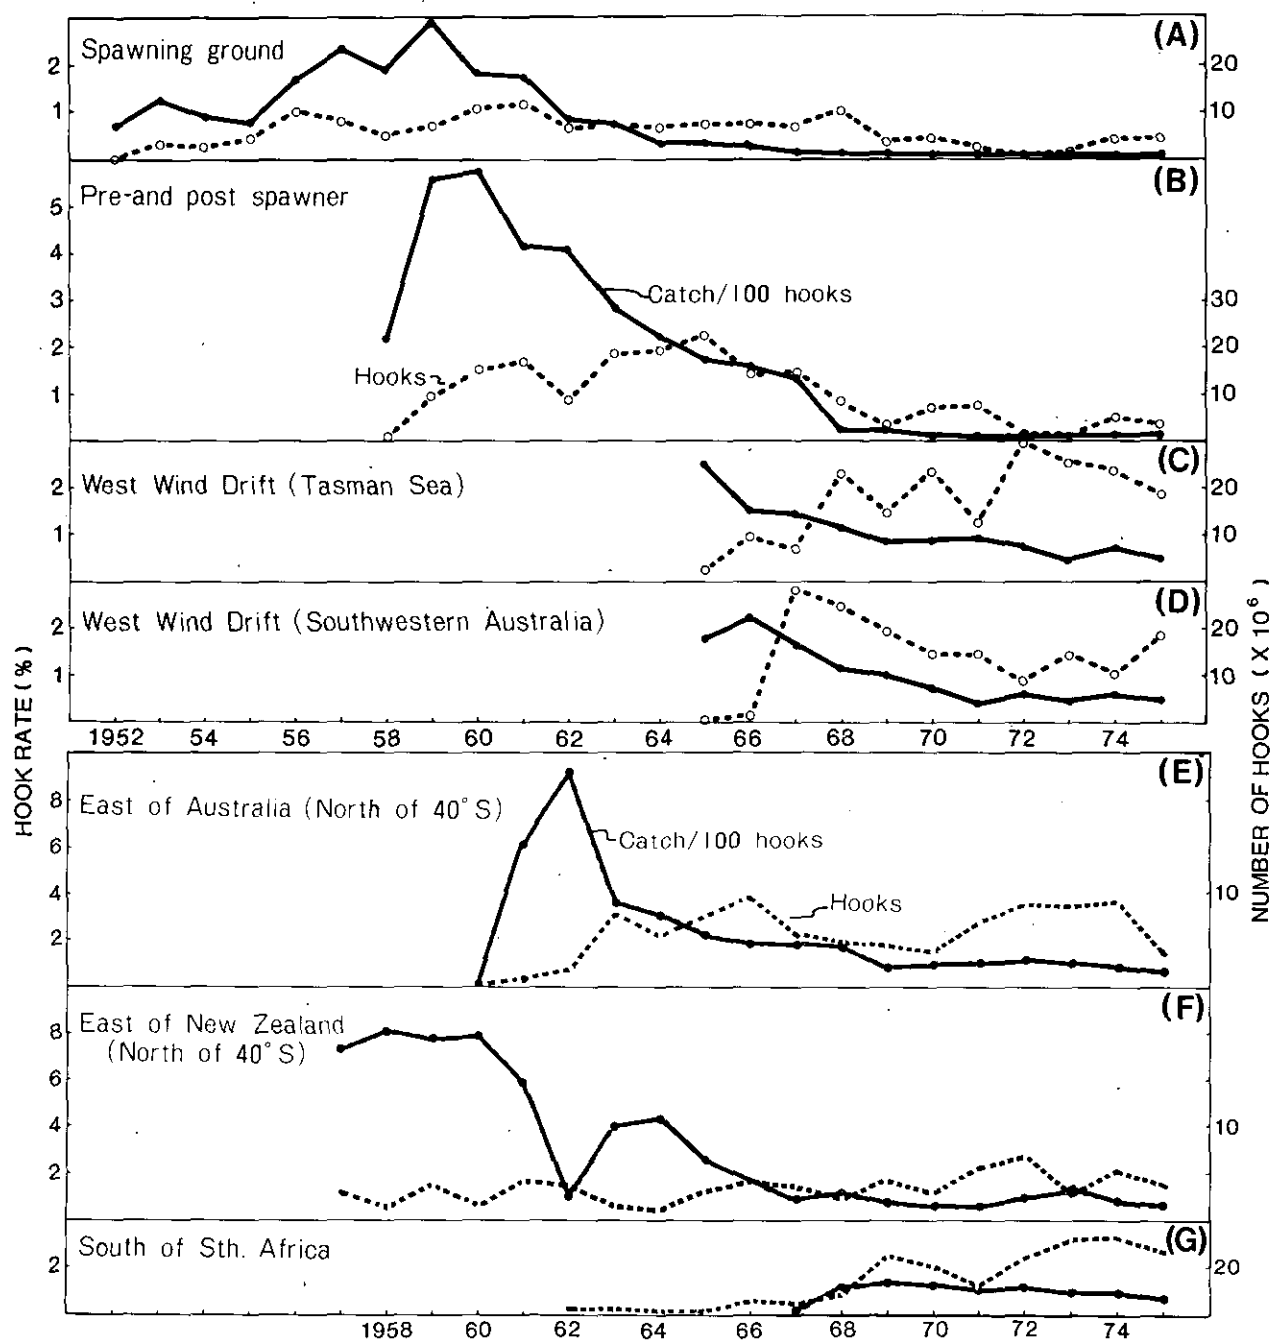 Spawning ground
(A)
2
1
20
10
Pre-and post spawner
(B)
5
4
3
2
1
Catch/100 hooks
Hooks
30
20
10
West Wind Drift (Tasman Sea)
(C)
2
1
20
10
West Wind Drift (Southwestern Australia)
(D)
2
1
20
10
1952 54 56 58 60 62 64 66 68 70 72 74
HOOK RATE (%)
NUMBER OF HOOKS (X 10⁶)
East of Australia (North of 40°S)
(E)
8
6
4
2
Catch/100 hooks
Hooks
10
East of New Zealand
(North of 40°S)
(F)
8
6
4
2
10
South of Sth. Africa
(G)
2
20
1958 60 62 64 66 68 70 72 74